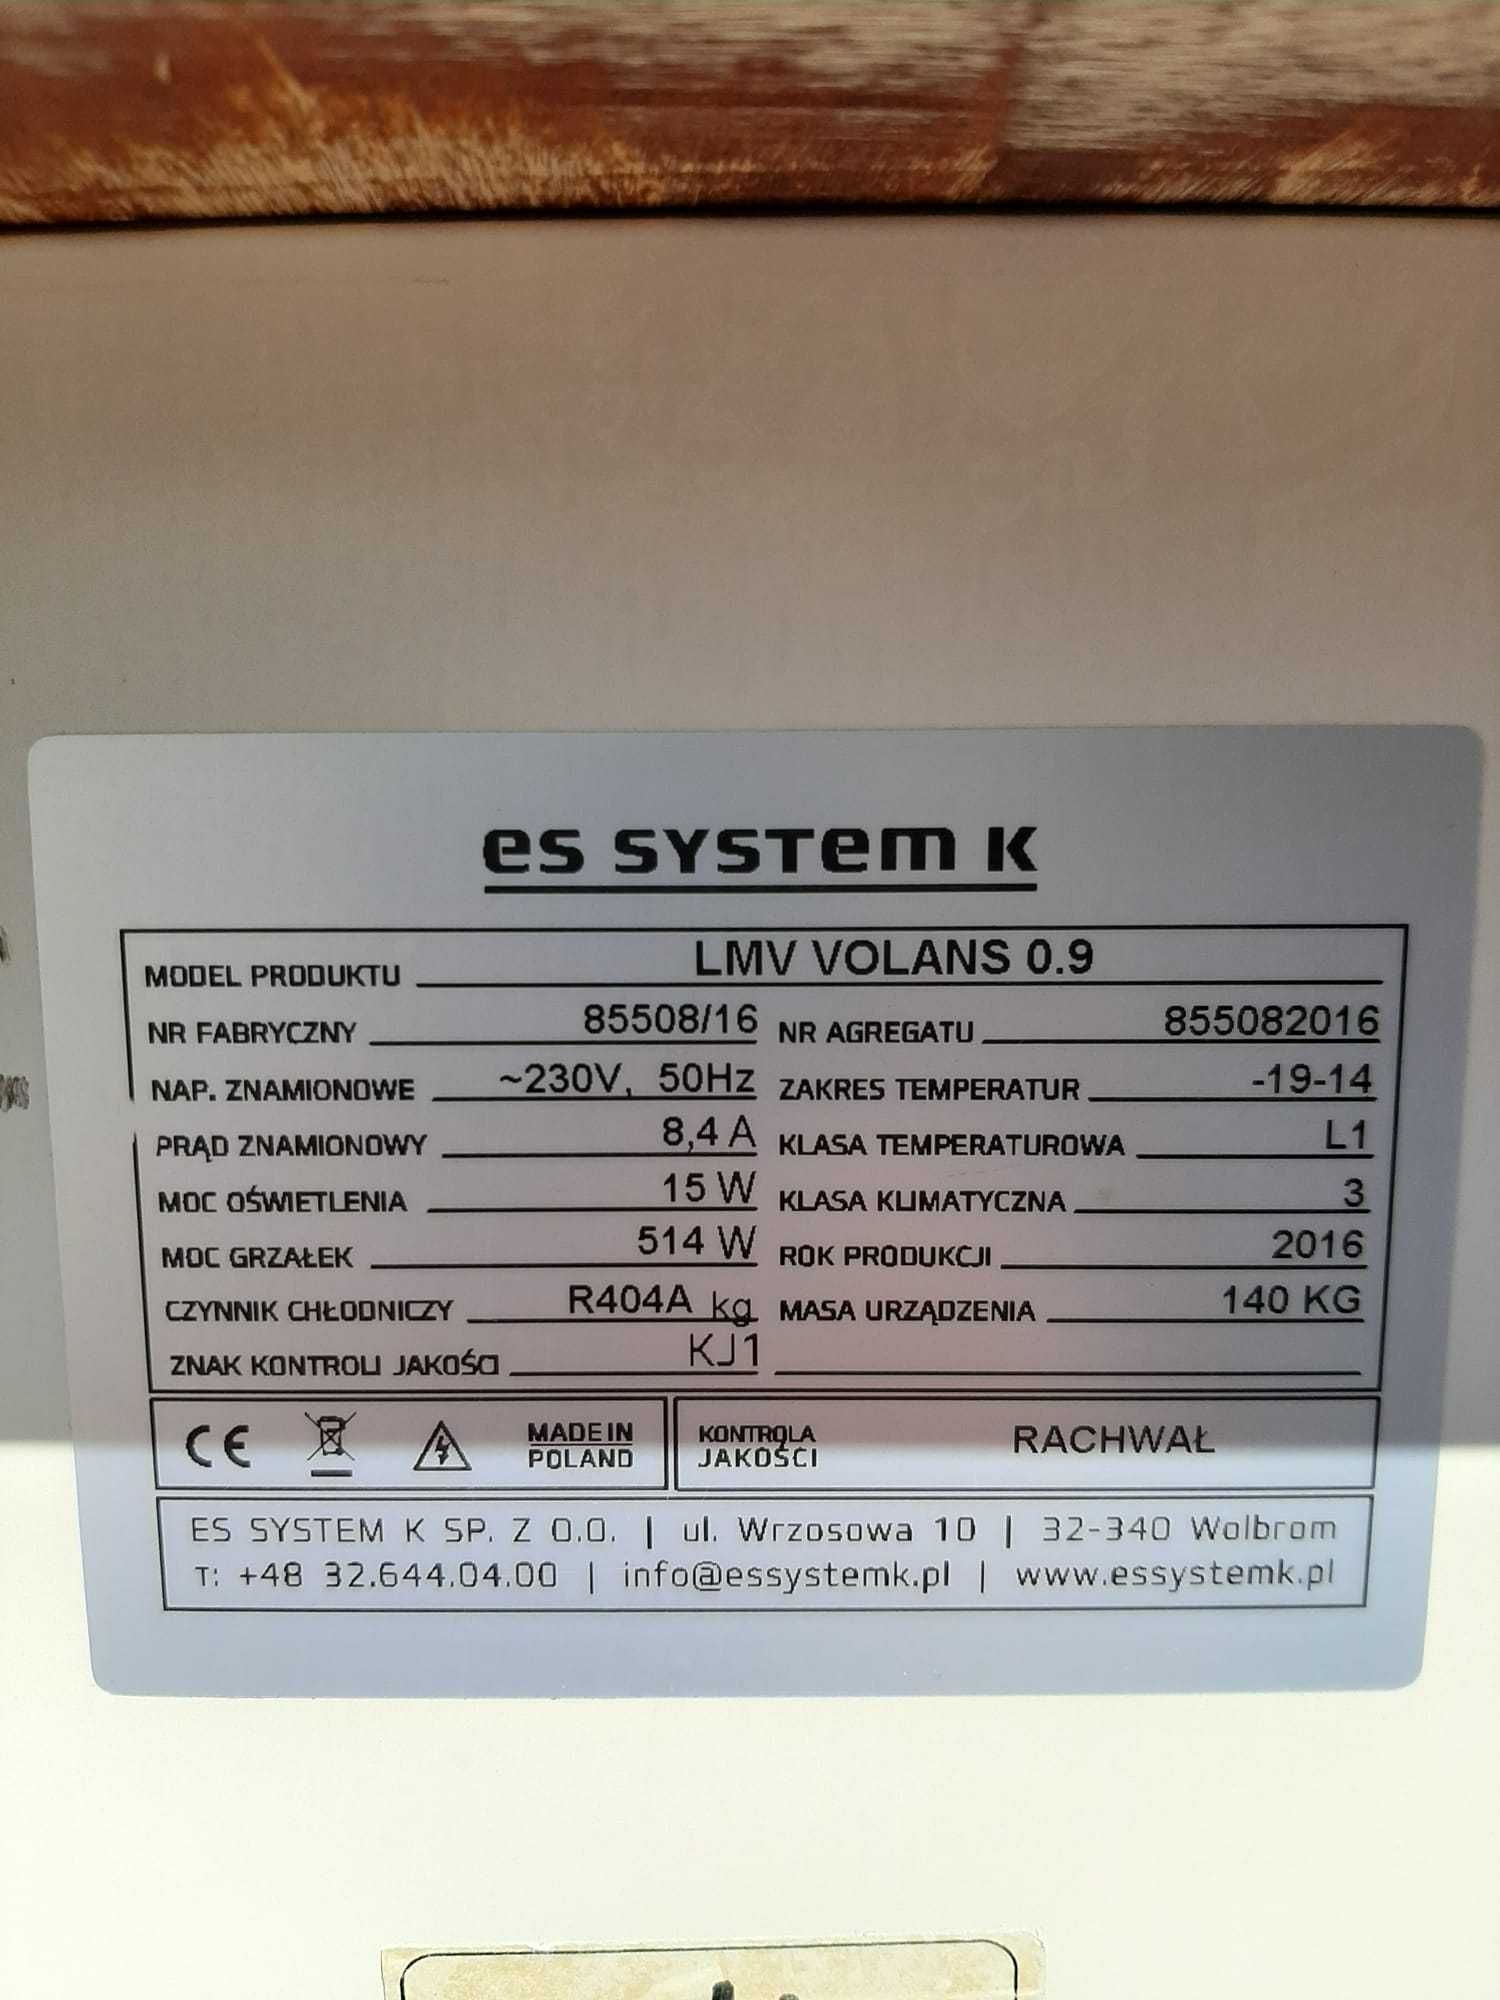 es system k
MODEL PRODUKTU LMV VOLANS 0.9
NR FABRYCZNY 85508/16 NR AGREGATU 855082016
NAP. ZNAMIONOWE ~230V, 50Hz ZAKRES TEMPERATUR -19-14
PRĄD ZNAMIONOWY 8,4 A KLASA TEMPERATUROWA L1
MOC OŚWIETLENIA 15 W KLASA KLIMATYCZNA 3
MOC GRZAŁEK 514 W ROK PRODUKCJI 2016
CZYNNIK CHŁODNICZY R404A kg MASA URZĄDZENIA 140 KG
ZNAK KONTROLI JAKOŚCI KJ1
CE MADE IN POLAND KONTROLA JAKOŚCI RACHWAŁ
ES SYSTEM K SP. Z O.O. | ul. Wrzosowa 10 | 32-340 Wolbrom
T: +48 32.644.04.00 | info@essystemk.pl | www.essystemk.pl